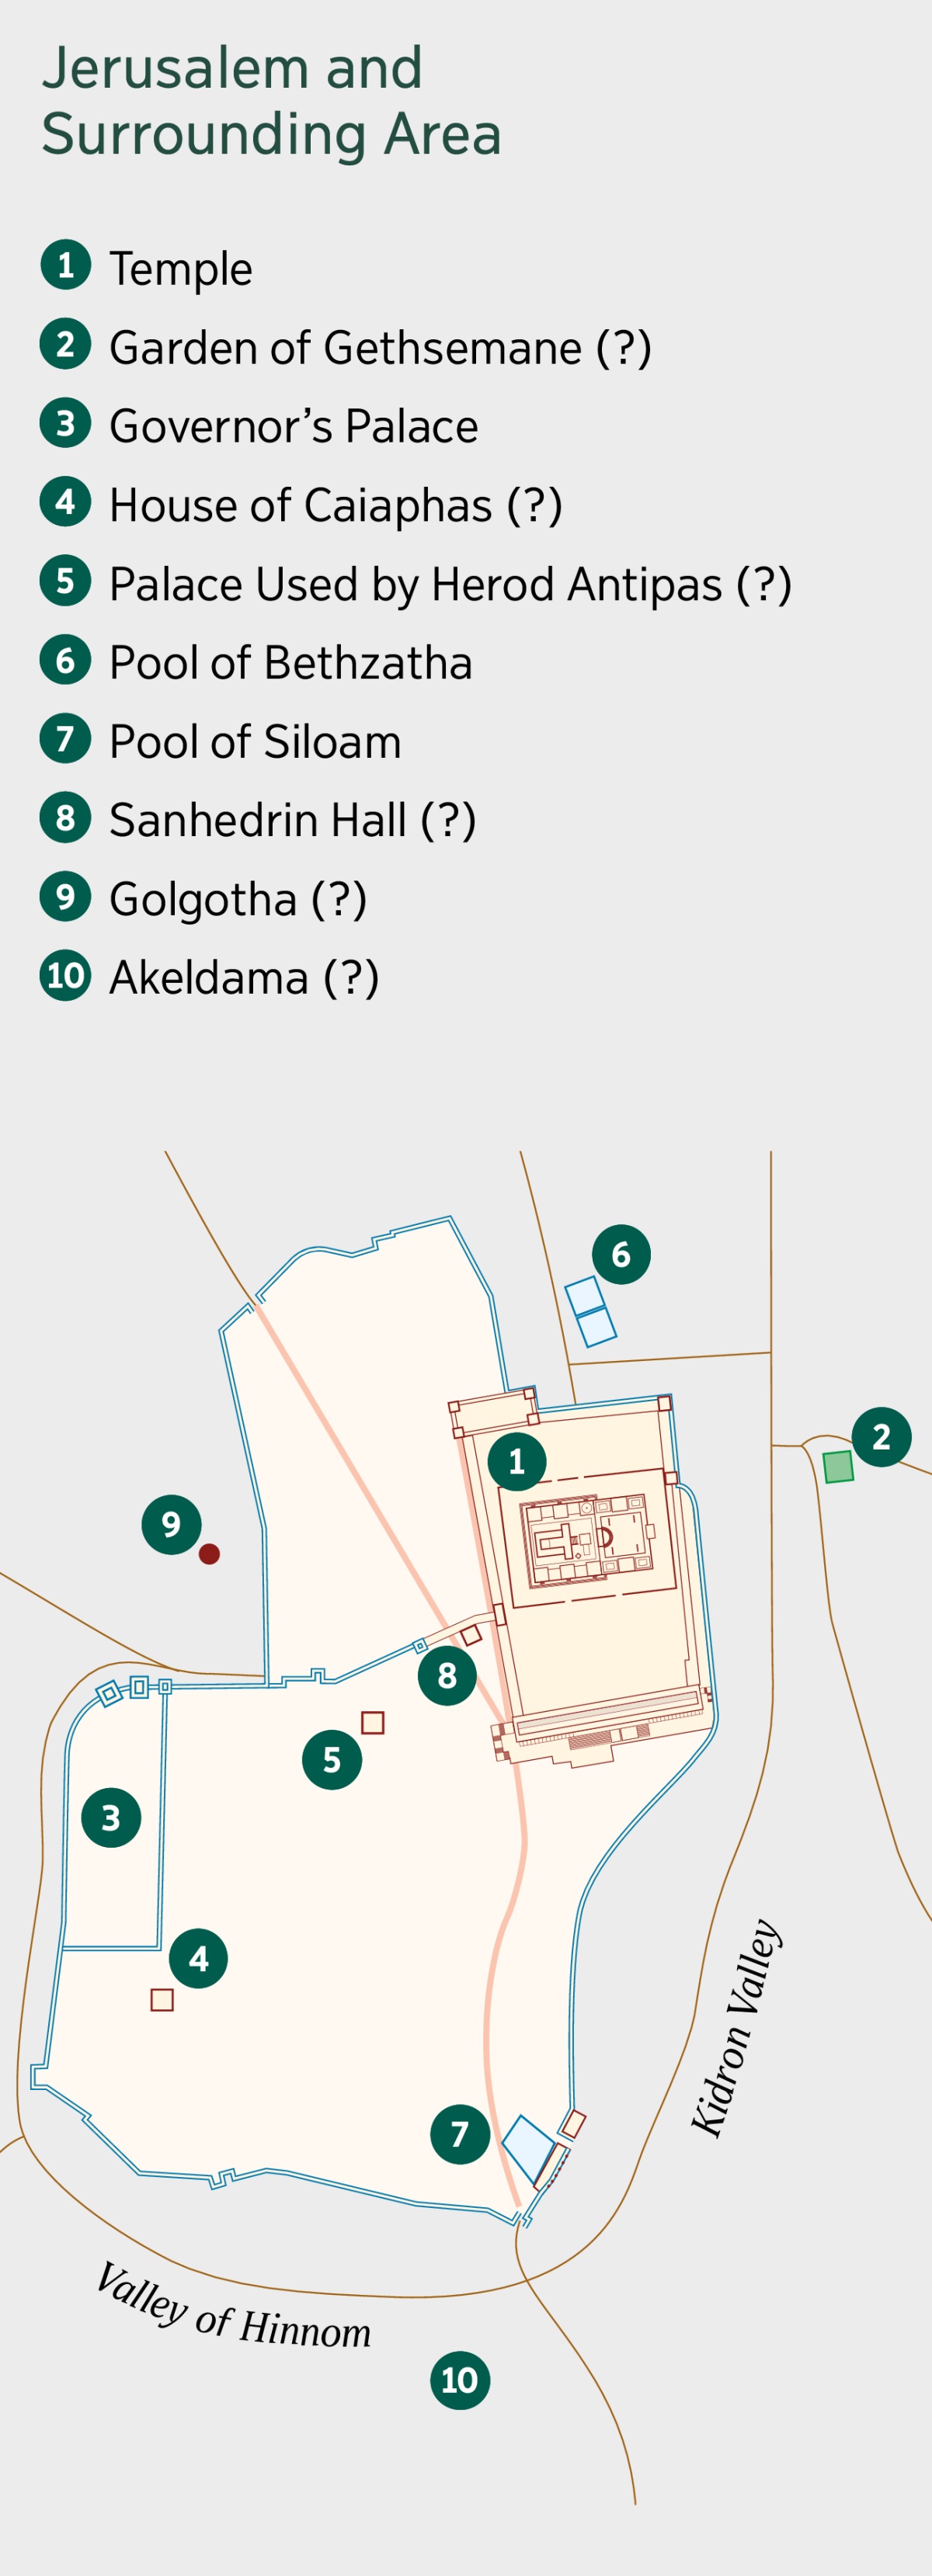 Jerusalem and
Surrounding Area
1 Temple
2 Garden of Gethsemane (?)
3 Governor’s Palace
4 House of Caiaphas (?)
5 Palace Used by Herod Antipas (?)
6 Pool of Bethzatha
7 Pool of Siloam
8 Sanhedrin Hall (?)
9 Golgotha (?)
10 Akeldama (?)
6
2
1
9
8
5
3
4
Kidron Valley
7
Valley of Hinnom
10